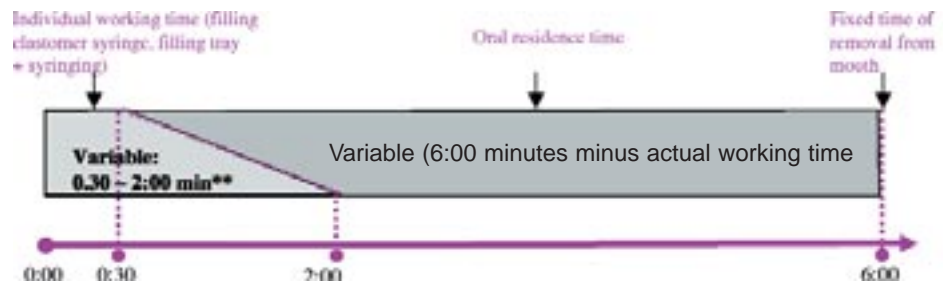 Individual working time (filling
elastomer syringe, filling tray
+ syringing)
Oral residence time
Fixed time of
removal from
mouth
Variable:
0.30 – 2:00 min**
Variable (6:00 minutes minus actual working time
0:00
0:30
2:00
6:00